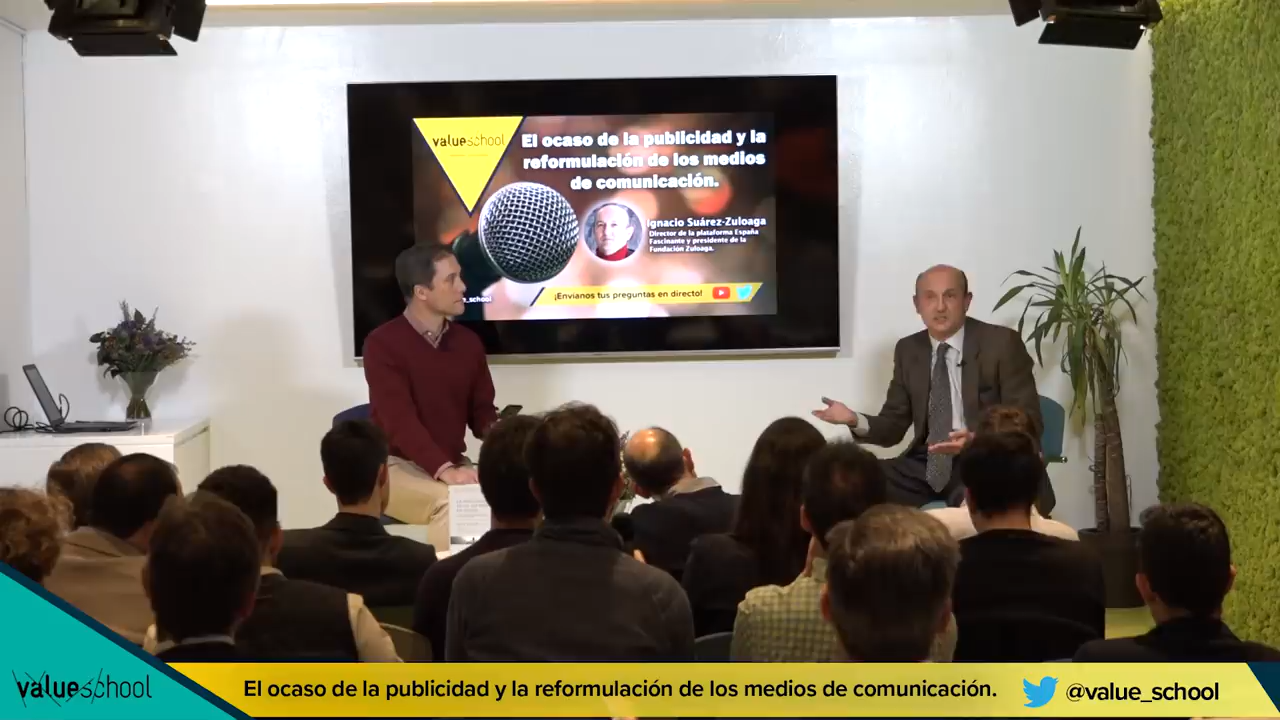 valueschool
El ocaso de la publicidad y la
reformulación de los medios
de comunicación.
Ignacio Suárez-Zuloaga
Director de la plataforma España
Fascinante y presidente de la
Fundación Zuloaga.
_school
¡Envíanos tus preguntas en directo!
valueschool
El ocaso de la publicidad y la reformulación de los medios de comunicación.
@value_school